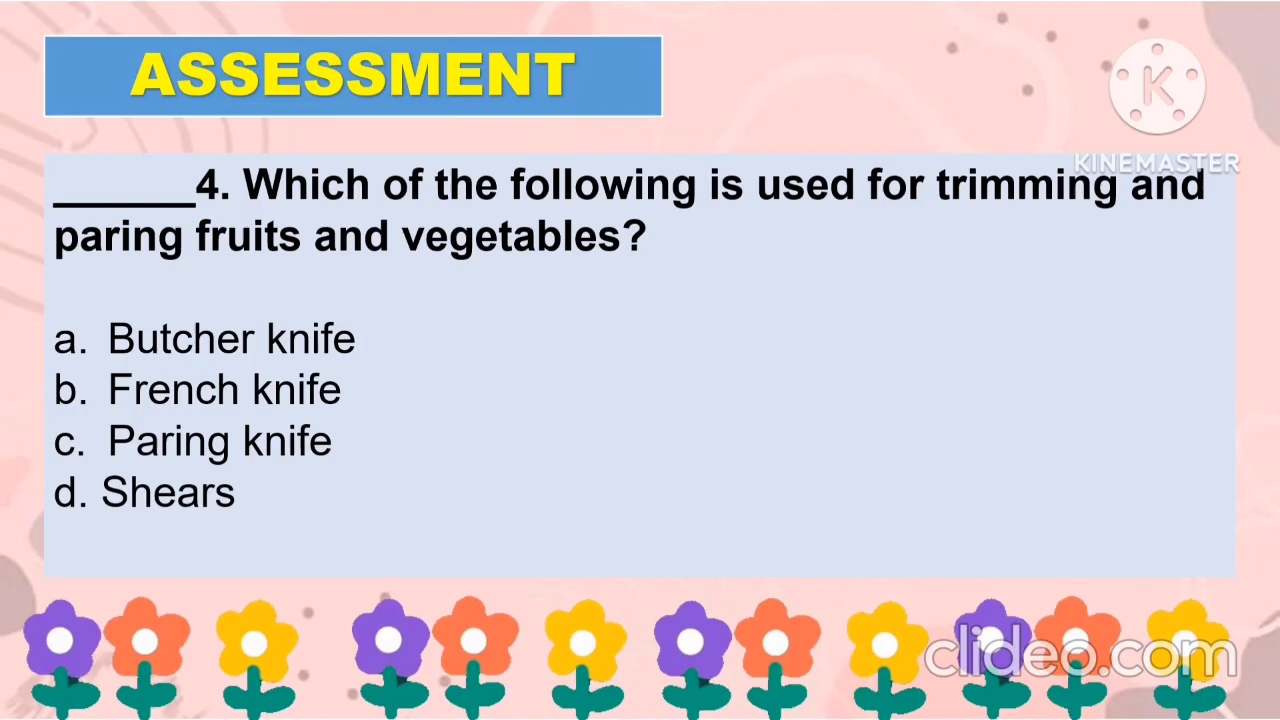 ASSESSMENT
K
KINEMASTER
______4. Which of the following is used for trimming and
paring fruits and vegetables?
a. Butcher knife
b. French knife
c. Paring knife
d. Shears
clideo.com